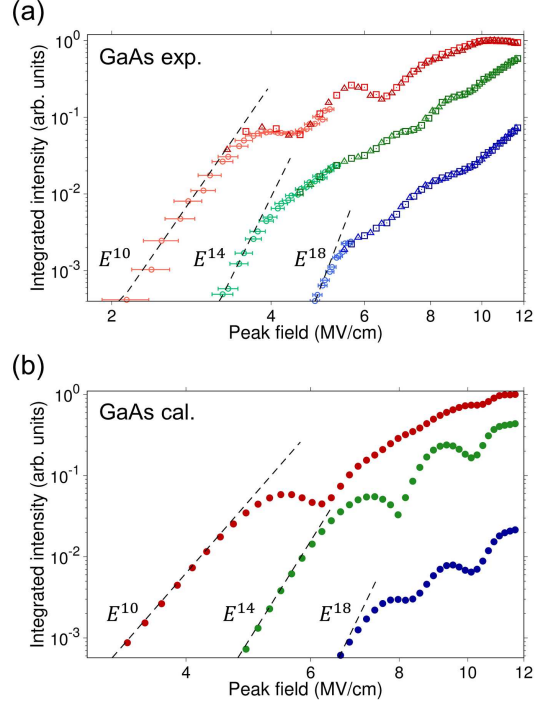 (a)
GaAs exp.
Integrated intensity (arb. units)
10^0
10^-1
10^-2
10^-3
E^10
E^14
E^18
2
4
6
8
10
12
Peak field (MV/cm)
(b)
GaAs cal.
Integrated intensity (arb. units)
10^0
10^-1
10^-2
10^-3
E^10
E^14
E^18
4
6
8
10
12
Peak field (MV/cm)